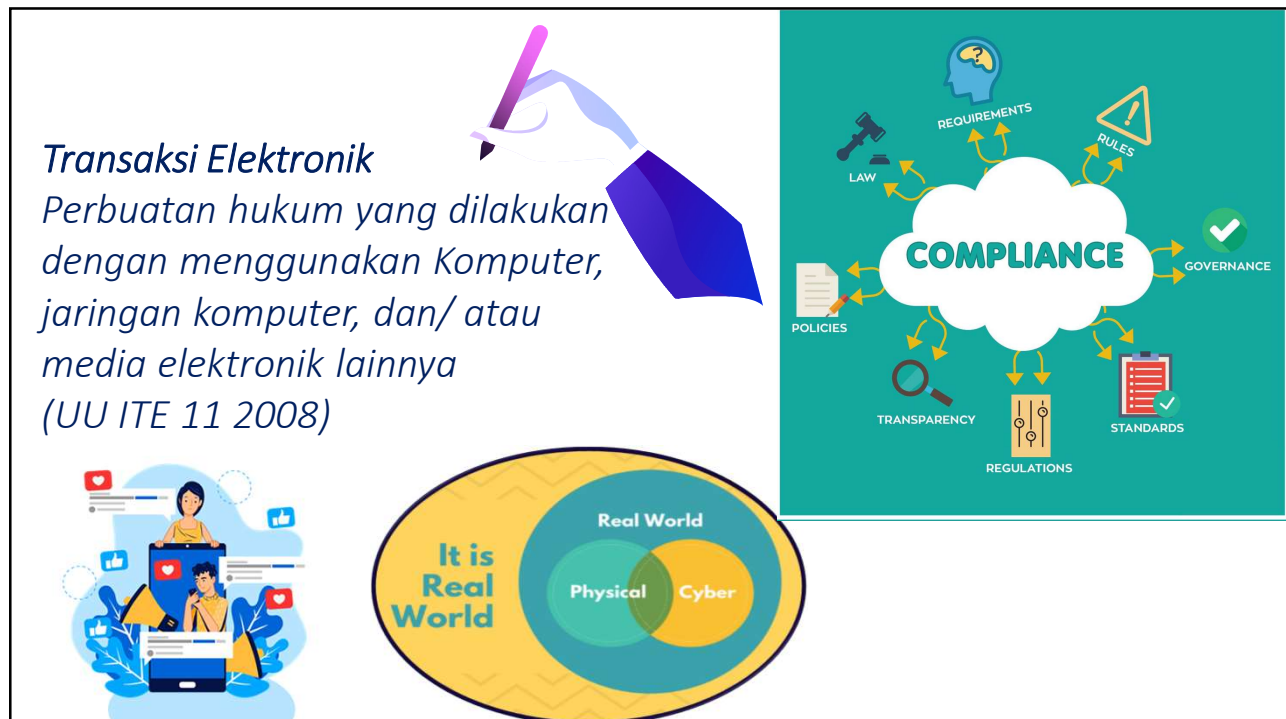 Transaksi Elektronik
Perbuatan hukum yang dilakukan
dengan menggunakan Komputer,
jaringan komputer, dan/ atau
media elektronik lainnya
(UU ITE 11 2008)
?
REQUIREMENTS
RULES
LAW
COMPLIANCE
GOVERNANCE
POLICIES
TRANSPARENCY
STANDARDS
REGULATIONS
It is
Real
World
Real World
Physical
Cyber